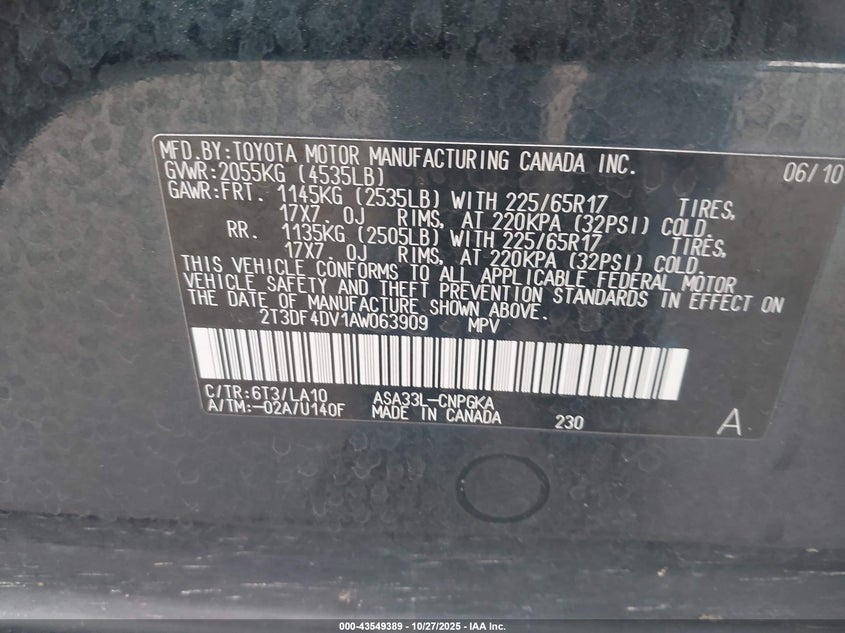 MFD.BY:TOYOTA MOTOR MANUFACTURING CANADA INC. 06/10
GVWR:2055KG (4535LB)
GAWR:FRT. 1145KG (2535LB) WITH 225/65R17 TIRES,
17X7.0J RIMS, AT 220KPA (32PSI) COLD.
RR. 1135KG (2505LB) WITH 225/65R17 TIRES,
17X7.0J RIMS, AT 220KPA (32PSI) COLD.
THIS VEHICLE CONFORMS TO ALL APPLICABLE FEDERAL MOTOR
VEHICLE SAFETY AND THEFT PREVENTION STANDARDS IN EFFECT ON
THE DATE OF MANUFACTURE SHOWN ABOVE.
2T3DF4DV1AW063909 MPV
C/TR:6T3/LA10 ASA33L-CNPGKA
A/TM:-02A/U140F MADE IN CANADA 230 A
000-43549389 | 10/27/2025 - IAA Inc.